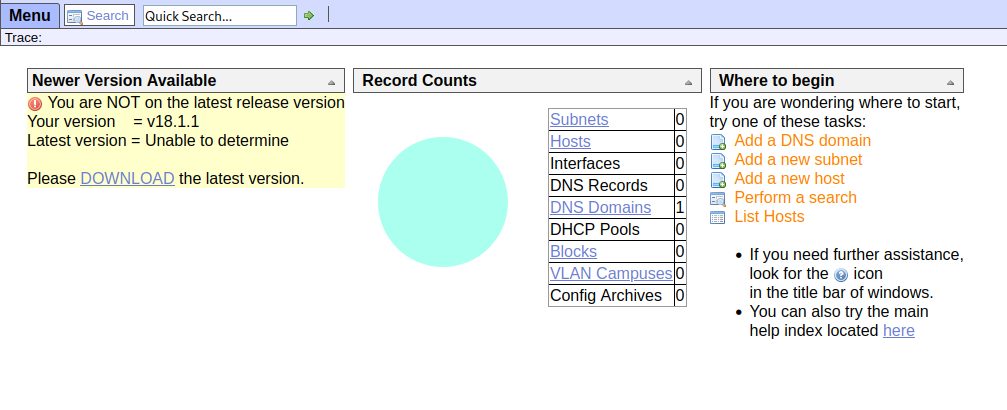 Menu Search Quick Search...
Trace:
Newer Version Available
You are NOT on the latest release version
Your version = v18.1.1
Latest version = Unable to determine
Please DOWNLOAD the latest version.
Record Counts
Subnets 0
Hosts 0
Interfaces 0
DNS Records 0
DNS Domains 1
DHCP Pools 0
Blocks 0
VLAN Campuses 0
Config Archives 0
Where to begin
If you are wondering where to start,
try one of these tasks:
Add a DNS domain
Add a new subnet
Add a new host
Perform a search
List Hosts
• If you need further assistance,
look for the ? icon
in the title bar of windows.
• You can also try the main
help index located here